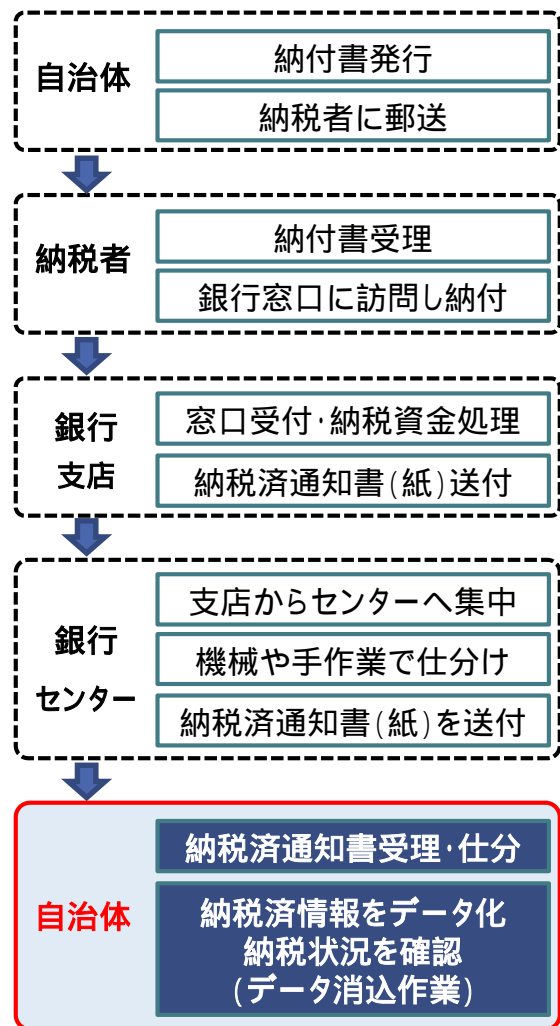 自治体
納付書発行
納税者に郵送
納税者
納付書受理
銀行窓口に訪問し納付
銀行
支店
窓口受付・納税資金処理
納税済通知書(紙)送付
銀行
センター
支店からセンターへ集中
機械や手作業で仕分け
納税済通知書(紙)を送付
自治体
納税済通知書受理・仕分
納税済情報をデータ化
納税状況を確認
(データ消込作業)